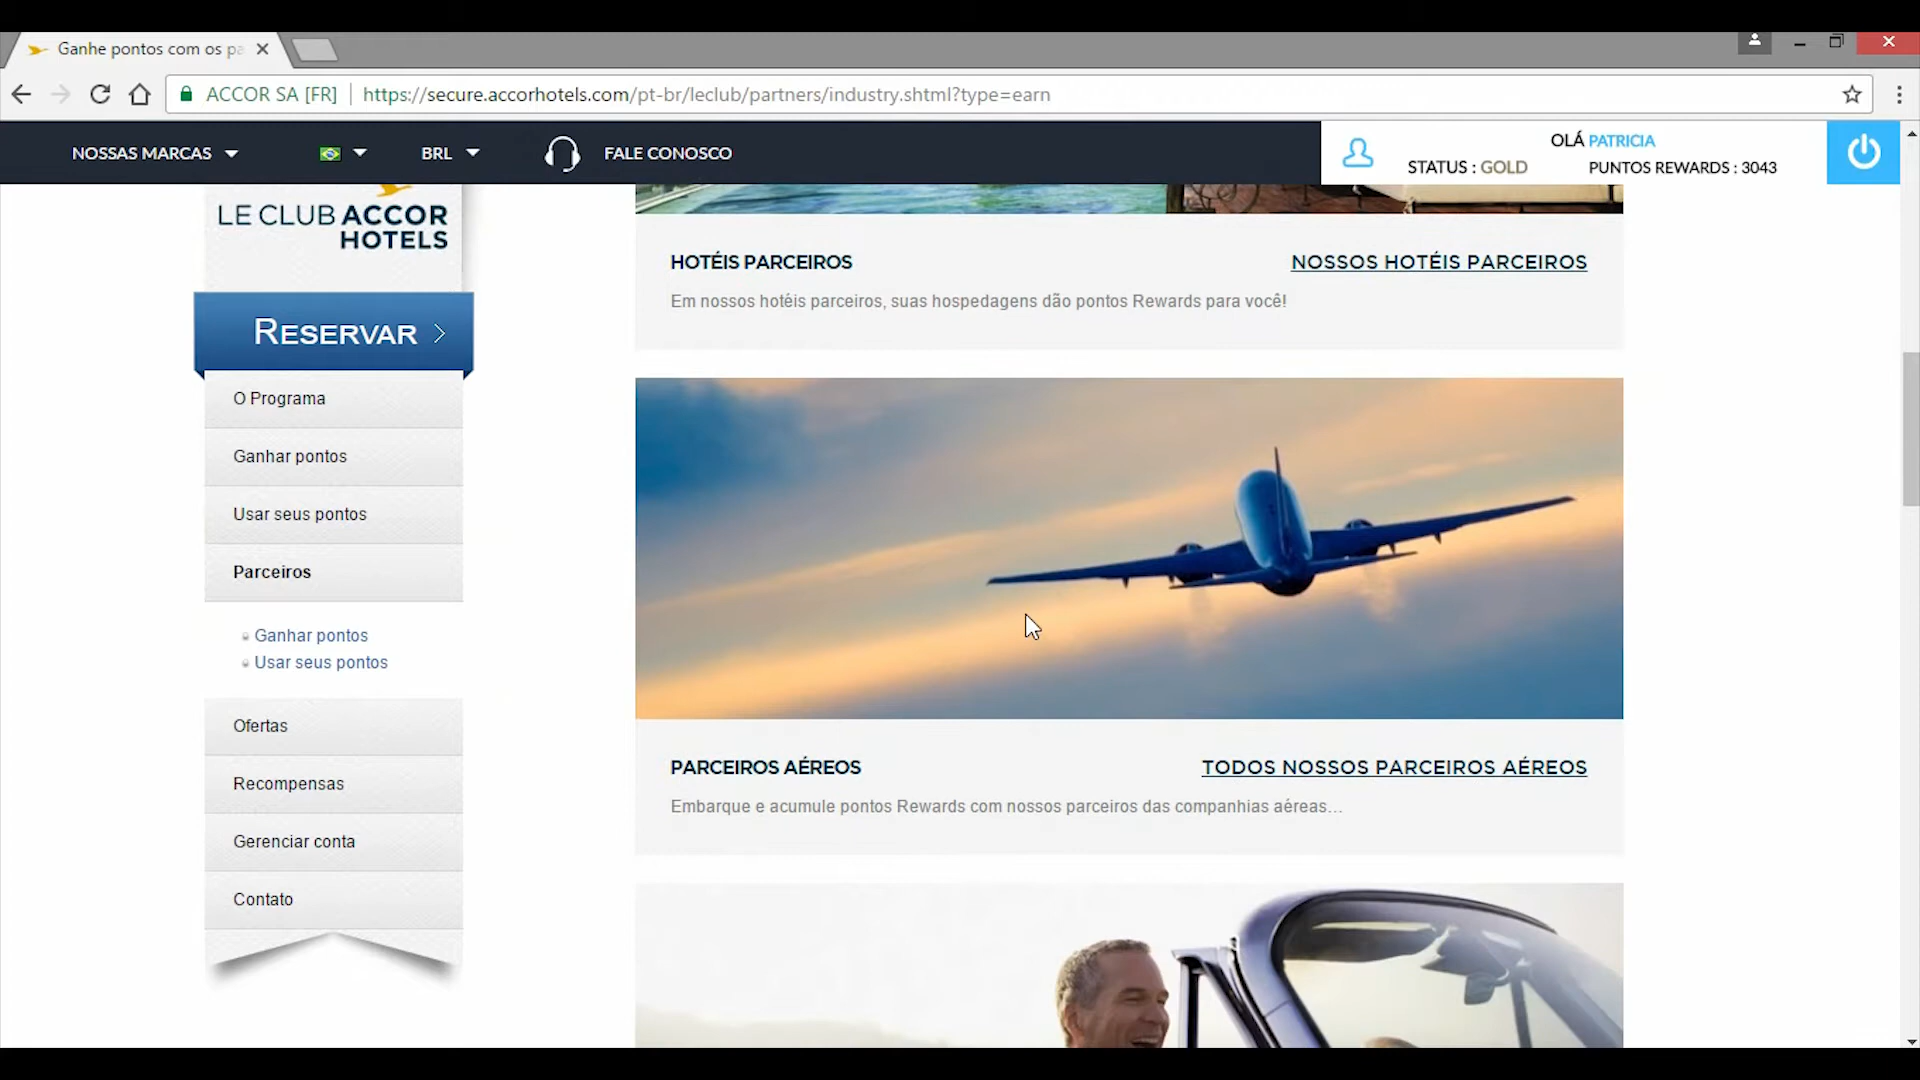 Ganhe pontos com os pa
ACCOR SA [FR]
https://secure.accorhotels.com/pt-br/leclub/partners/industry.shtml?type=earn
NOSSAS MARCAS
BRL
FALE CONOSCO
OLÁ PATRICIA
STATUS : GOLD
PUNTOS REWARDS : 3043
LE CLUB ACCOR
HOTELS
RESERVAR
O Programa
Ganhar pontos
Usar seus pontos
Parceiros
Ganhar pontos
Usar seus pontos
Ofertas
Recompensas
Gerenciar conta
Contato
HOTÉIS PARCEIROS
NOSSOS HOTÉIS PARCEIROS
Em nossos hotéis parceiros, suas hospedagens dão pontos Rewards para você!
PARCEIROS AÉREOS
TODOS NOSSOS PARCEIROS AÉREOS
Embarque e acumule pontos Rewards com nossos parceiros das companhias aéreas...